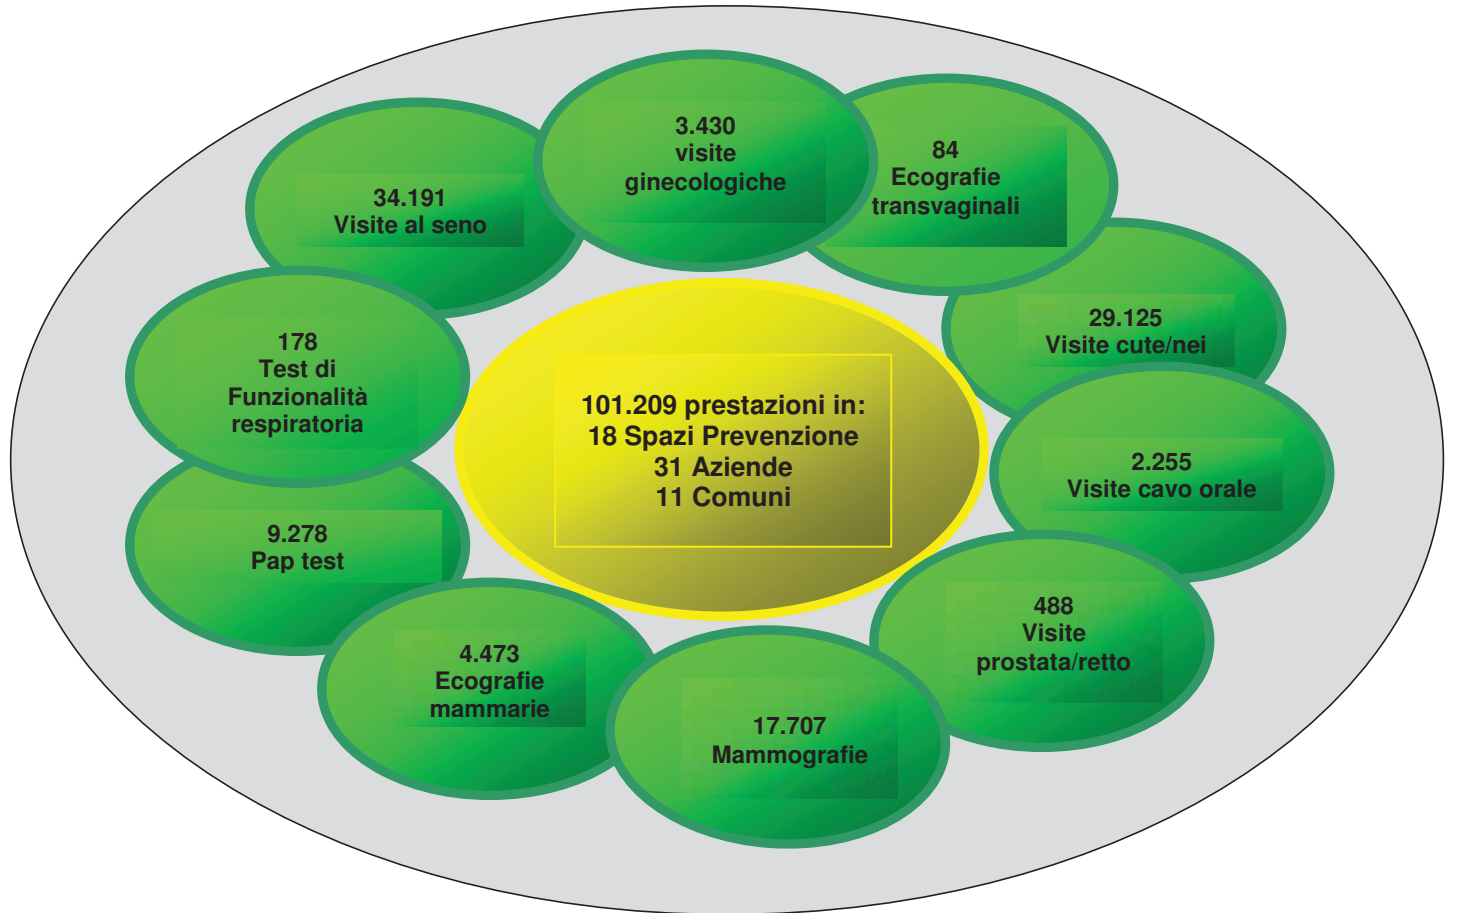 3.430
visite
ginecologiche
84
Ecografie
transvaginali
34.191
Visite al seno
29.125
Visite cute/nei
178
Test di
Funzionalità
respiratoria
101.209 prestazioni in:
18 Spazi Prevenzione
31 Aziende
11 Comuni
2.255
Visite cavo orale
9.278
Pap test
488
Visite
prostata/retto
4.473
Ecografie
mammarie
17.707
Mammografie